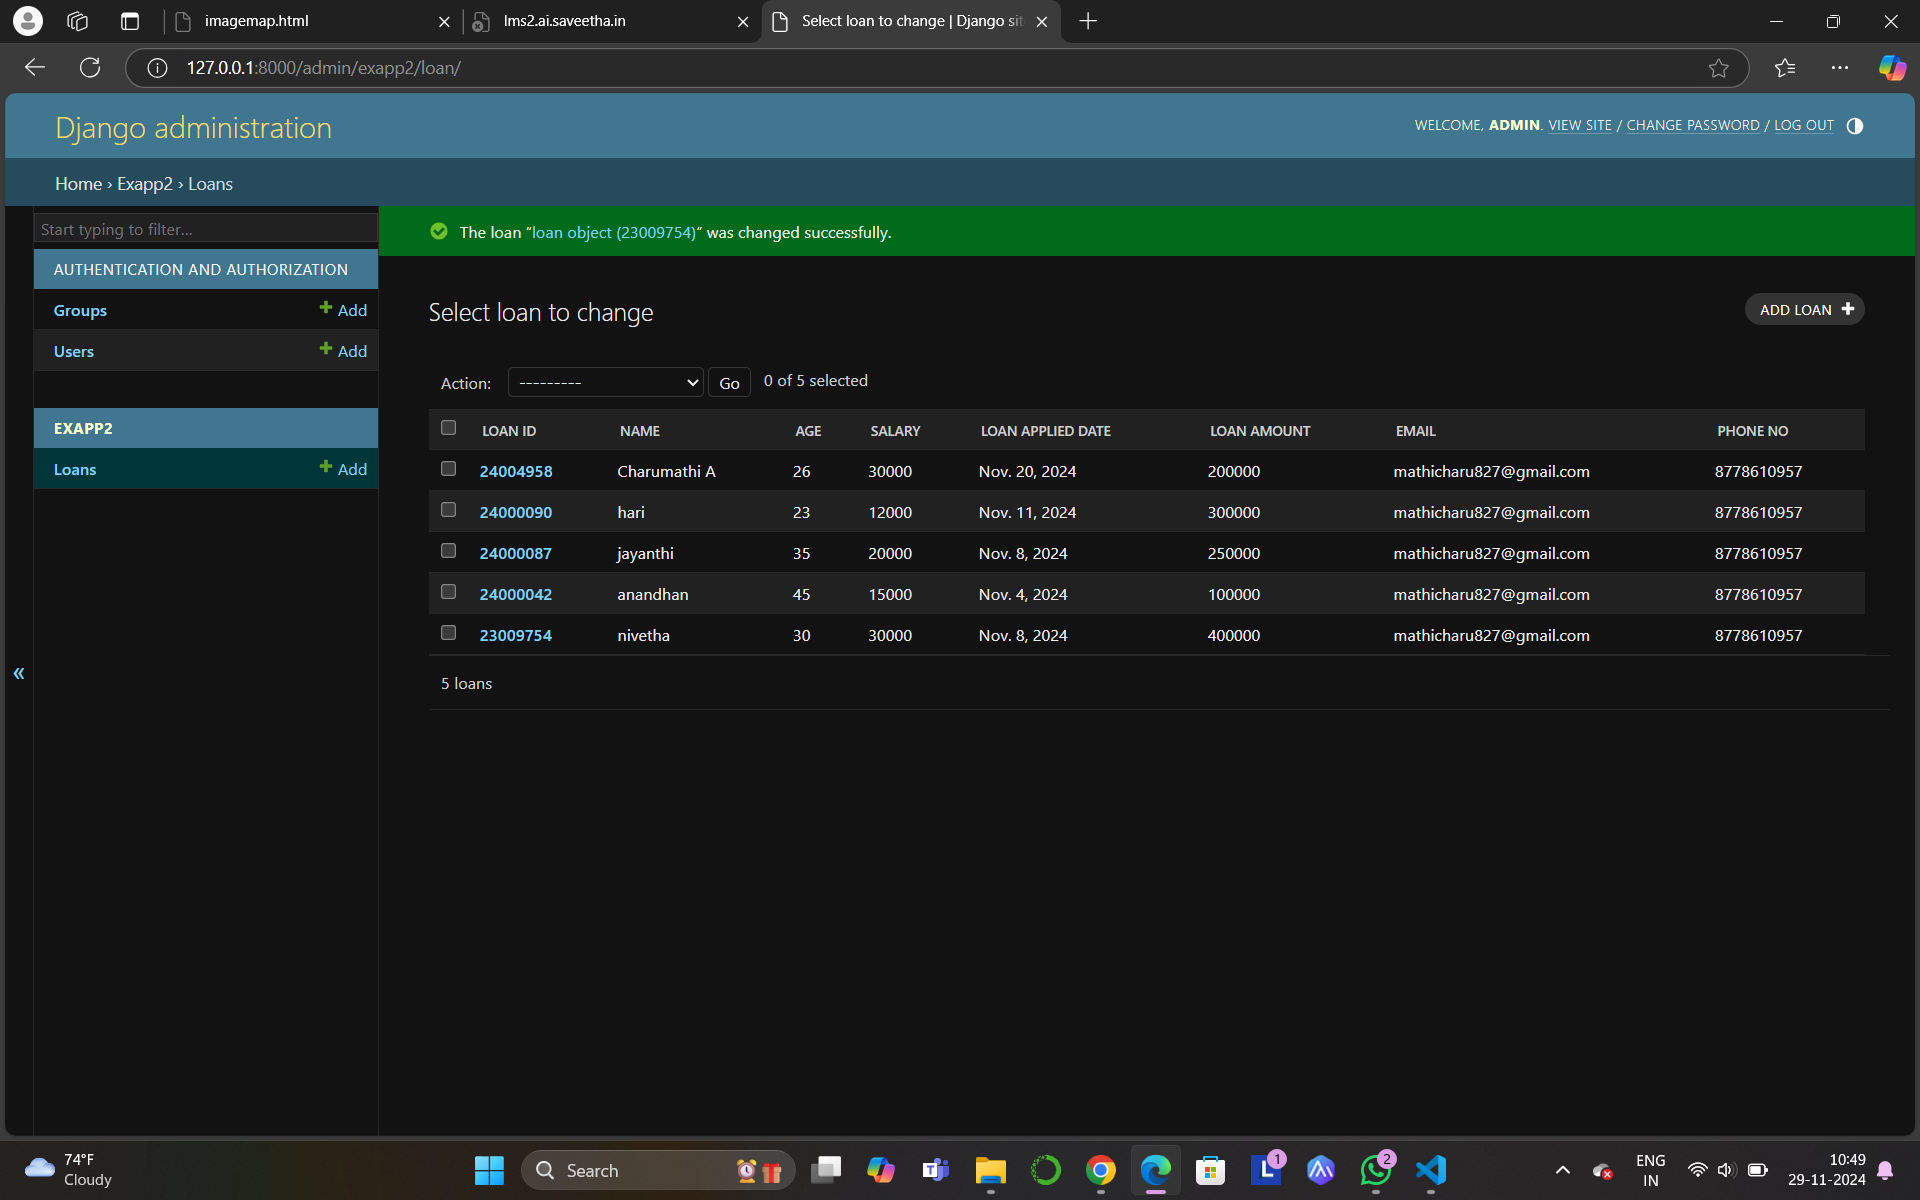 imagemap.html
lms2.ai.saveetha.in
Select loan to change | Django sit
127.0.0.1:8000/admin/exapp2/loan/
Django administration
WELCOME, ADMIN. VIEW SITE / CHANGE PASSWORD / LOG OUT
Home › Exapp2 › Loans
Start typing to filter...
AUTHENTICATION AND AUTHORIZATION
Groups + Add
Users + Add
EXAPP2
Loans + Add
«
The loan “loan object (23009754)” was changed successfully.
Select loan to change
ADD LOAN +
Action: --------- Go 0 of 5 selected
LOAN ID NAME AGE SALARY LOAN APPLIED DATE LOAN AMOUNT EMAIL PHONE NO
24004958 Charumathi A 26 30000 Nov. 20, 2024 200000 mathicharu827@gmail.com 8778610957
24000090 hari 23 12000 Nov. 11, 2024 300000 mathicharu827@gmail.com 8778610957
24000087 jayanthi 35 20000 Nov. 8, 2024 250000 mathicharu827@gmail.com 8778610957
24000042 anandhan 45 15000 Nov. 4, 2024 100000 mathicharu827@gmail.com 8778610957
23009754 nivetha 30 30000 Nov. 8, 2024 400000 mathicharu827@gmail.com 8778610957
5 loans
74°F
Cloudy
Search
L 1
2
ENG
IN
10:49
29-11-2024